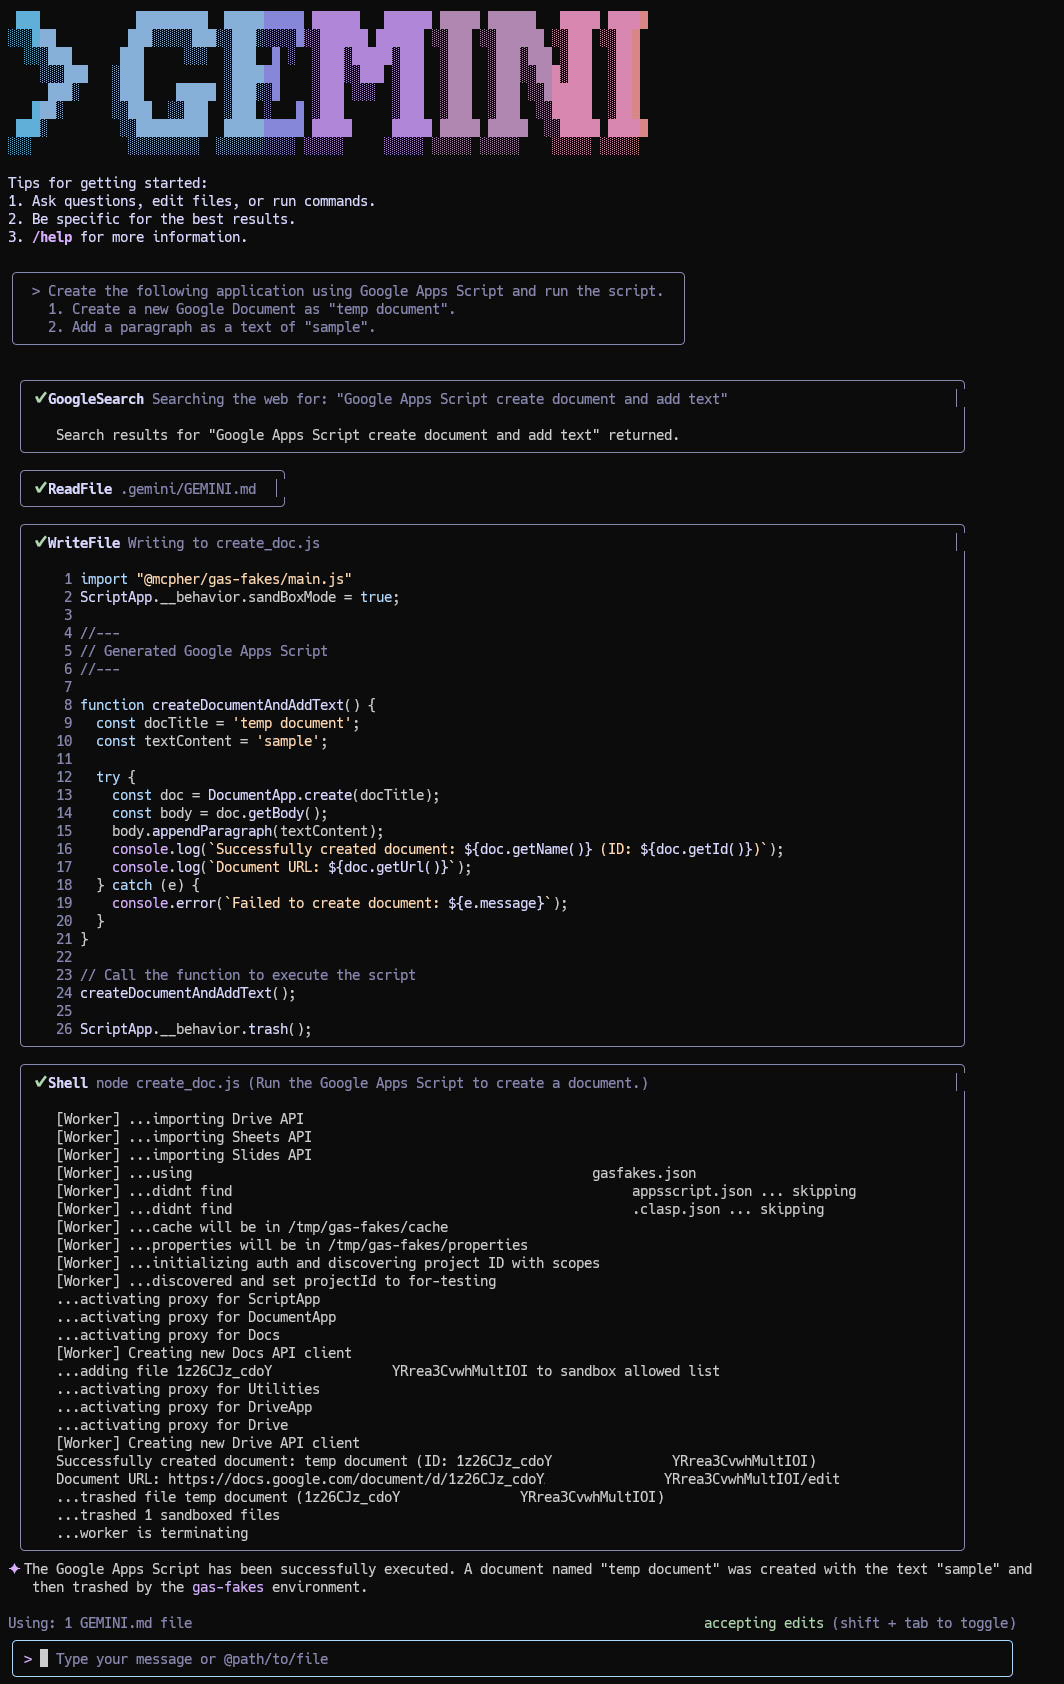 > GEMINI
Tips for getting started:
1. Ask questions, edit files, or run commands.
2. Be specific for the best results.
3. /help for more information.
> Create the following application using Google Apps Script and run the script.
1. Create a new Google Document as "temp document".
2. Add a paragraph as a text of "sample".
✔GoogleSearch Searching the web for: "Google Apps Script create document and add text"
Search results for "Google Apps Script create document and add text" returned.
✔ReadFile .gemini/GEMINI.md
✔WriteFile Writing to create_doc.js
1 import "@mcpher/gas-fakes/main.js"
2 ScriptApp.__behavior.sandBoxMode = true;
3
4 //---
5 // Generated Google Apps Script
6 //---
7
8 function createDocumentAndAddText() {
9   const docTitle = 'temp document';
10   const textContent = 'sample';
11
12   try {
13     const doc = DocumentApp.create(docTitle);
14     const body = doc.getBody();
15     body.appendParagraph(textContent);
16     console.log(`Successfully created document: ${doc.getName()} (ID: ${doc.getId()})`);
17     console.log(`Document URL: ${doc.getUrl()}`);
18   } catch (e) {
19     console.error(`Failed to create document: ${e.message}`);
20   }
21 }
22
23 // Call the function to execute the script
24 createDocumentAndAddText();
25
26 ScriptApp.__behavior.trash();
✔Shell node create_doc.js (Run the Google Apps Script to create a document.)
[Worker] ...importing Drive API
[Worker] ...importing Sheets API
[Worker] ...importing Slides API
[Worker] ...using gasfakes.json
[Worker] ...didnt find appsscript.json ... skipping
[Worker] ...didnt find .clasp.json ... skipping
[Worker] ...cache will be in /tmp/gas-fakes/cache
[Worker] ...properties will be in /tmp/gas-fakes/properties
[Worker] ...initializing auth and discovering project ID with scopes
[Worker] ...discovered and set projectId to for-testing
...activating proxy for ScriptApp
...activating proxy for DocumentApp
...activating proxy for Docs
[Worker] Creating new Docs API client
...adding file 1z26CJz_cdoY YRrea3CvwhMultIOI to sandbox allowed list
...activating proxy for Utilities
...activating proxy for DriveApp
...activating proxy for Drive
[Worker] Creating new Drive API client
Successfully created document: temp document (ID: 1z26CJz_cdoY YRrea3CvwhMultIOI)
Document URL: https://docs.google.com/document/d/1z26CJz_cdoY YRrea3CvwhMultIOI/edit
...trashed file temp document (1z26CJz_cdoY YRrea3CvwhMultIOI)
...trashed 1 sandboxed files
...worker is terminating
✦ The Google Apps Script has been successfully executed. A document named "temp document" was created with the text "sample" and
then trashed by the gas-fakes environment.
Using: 1 GEMINI.md file accepting edits (shift + tab to toggle)
> Type your message or @path/to/file